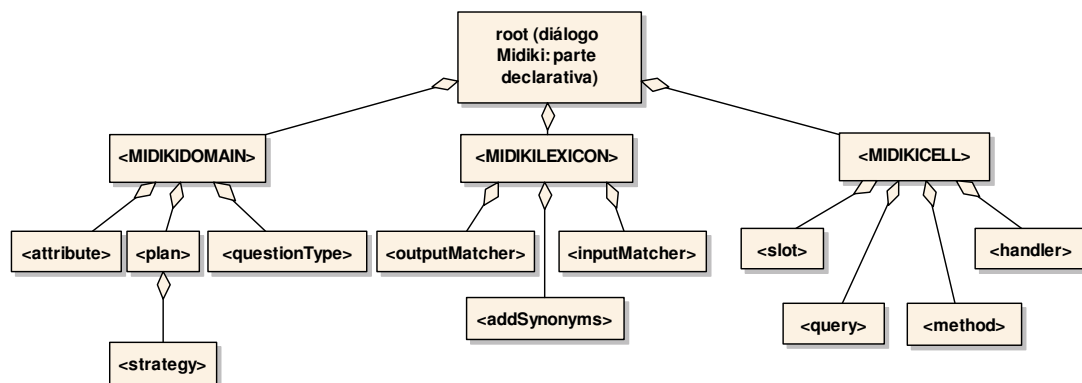 root (diálogo
Midiki: parte
declarativa)
<MIDIKIDOMAIN>
<MIDIKILEXICON>
<MIDIKICELL>
<attribute>
<plan>
<questionType>
<outputMatcher>
<inputMatcher>
<slot>
<handler>
<addSynonyms>
<query>
<method>
<strategy>